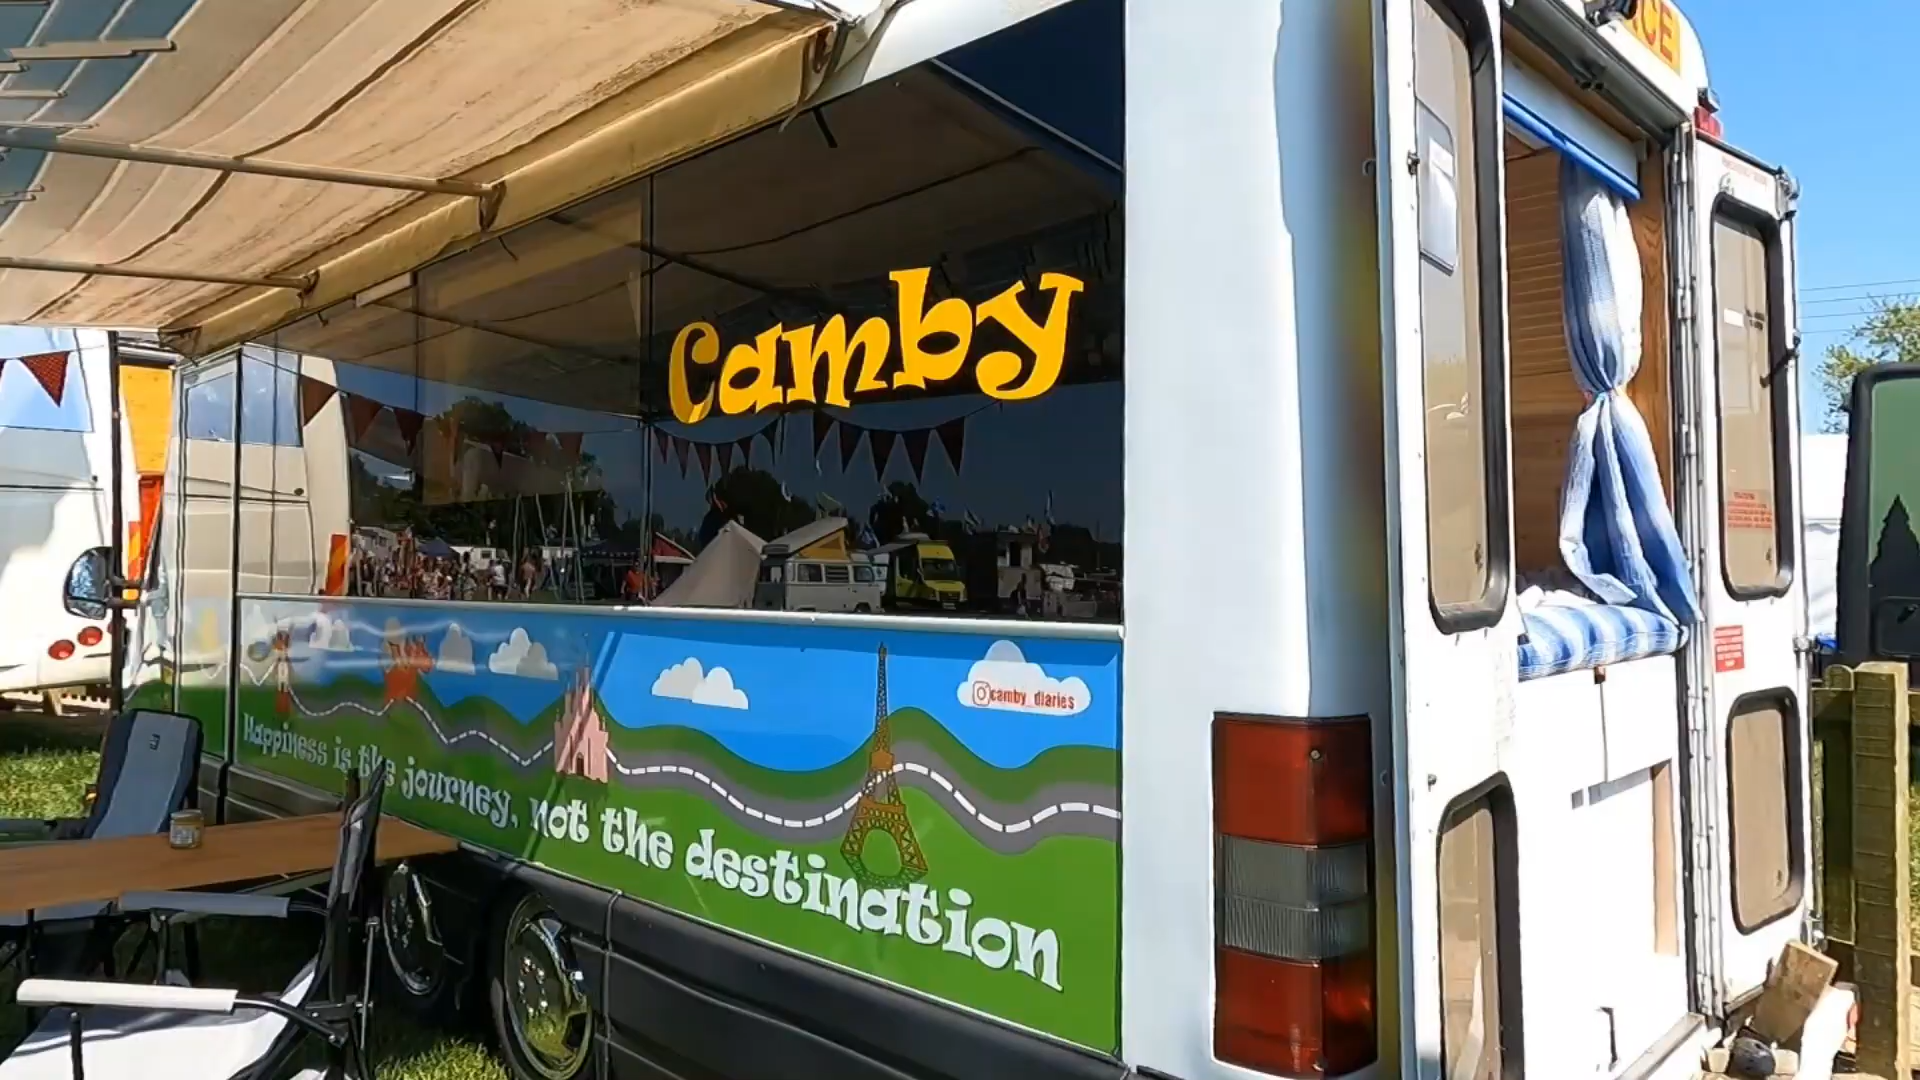 Camby
camby_diaries
Happiness is the journey, not the destination